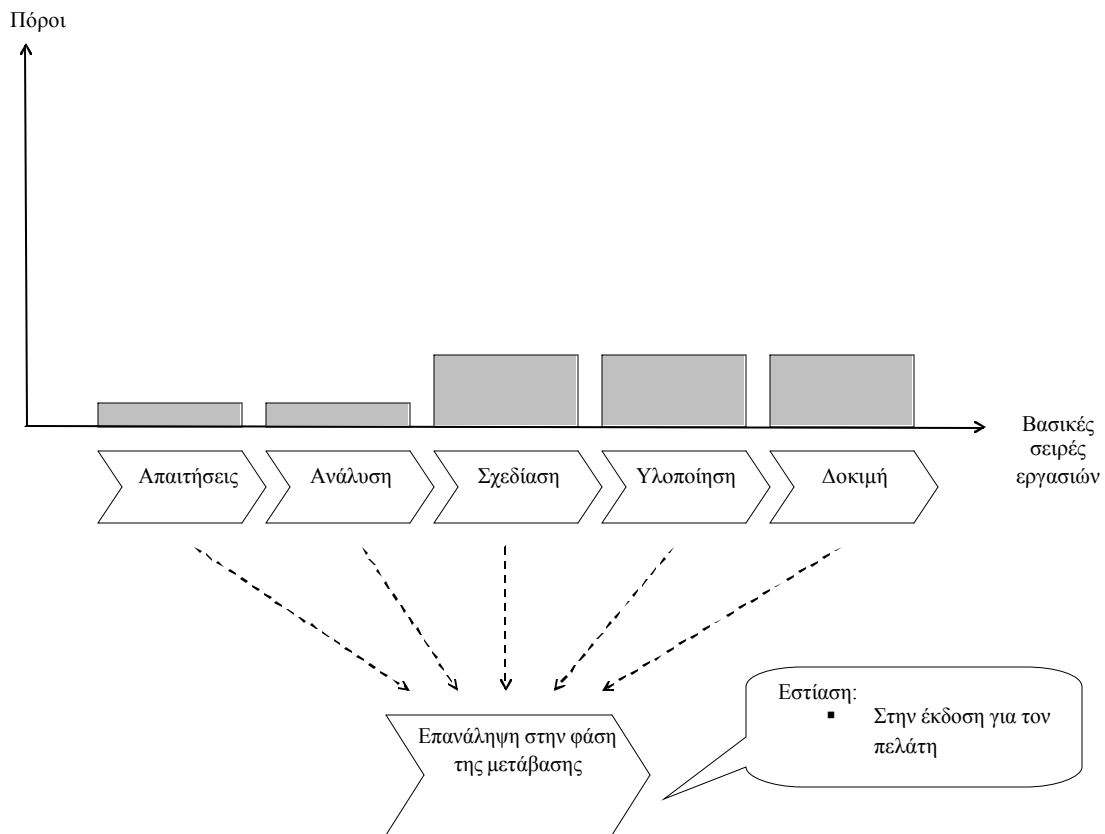 Πόροι
Βασικές
σειρές
εργασιών
Απαιτήσεις
Ανάλυση
Σχεδίαση
Υλοποίηση
Δοκιμή
Εστίαση:
▪ Στην έκδοση για τον
πελάτη
Επανάληψη στην φάση
της μετάβασης